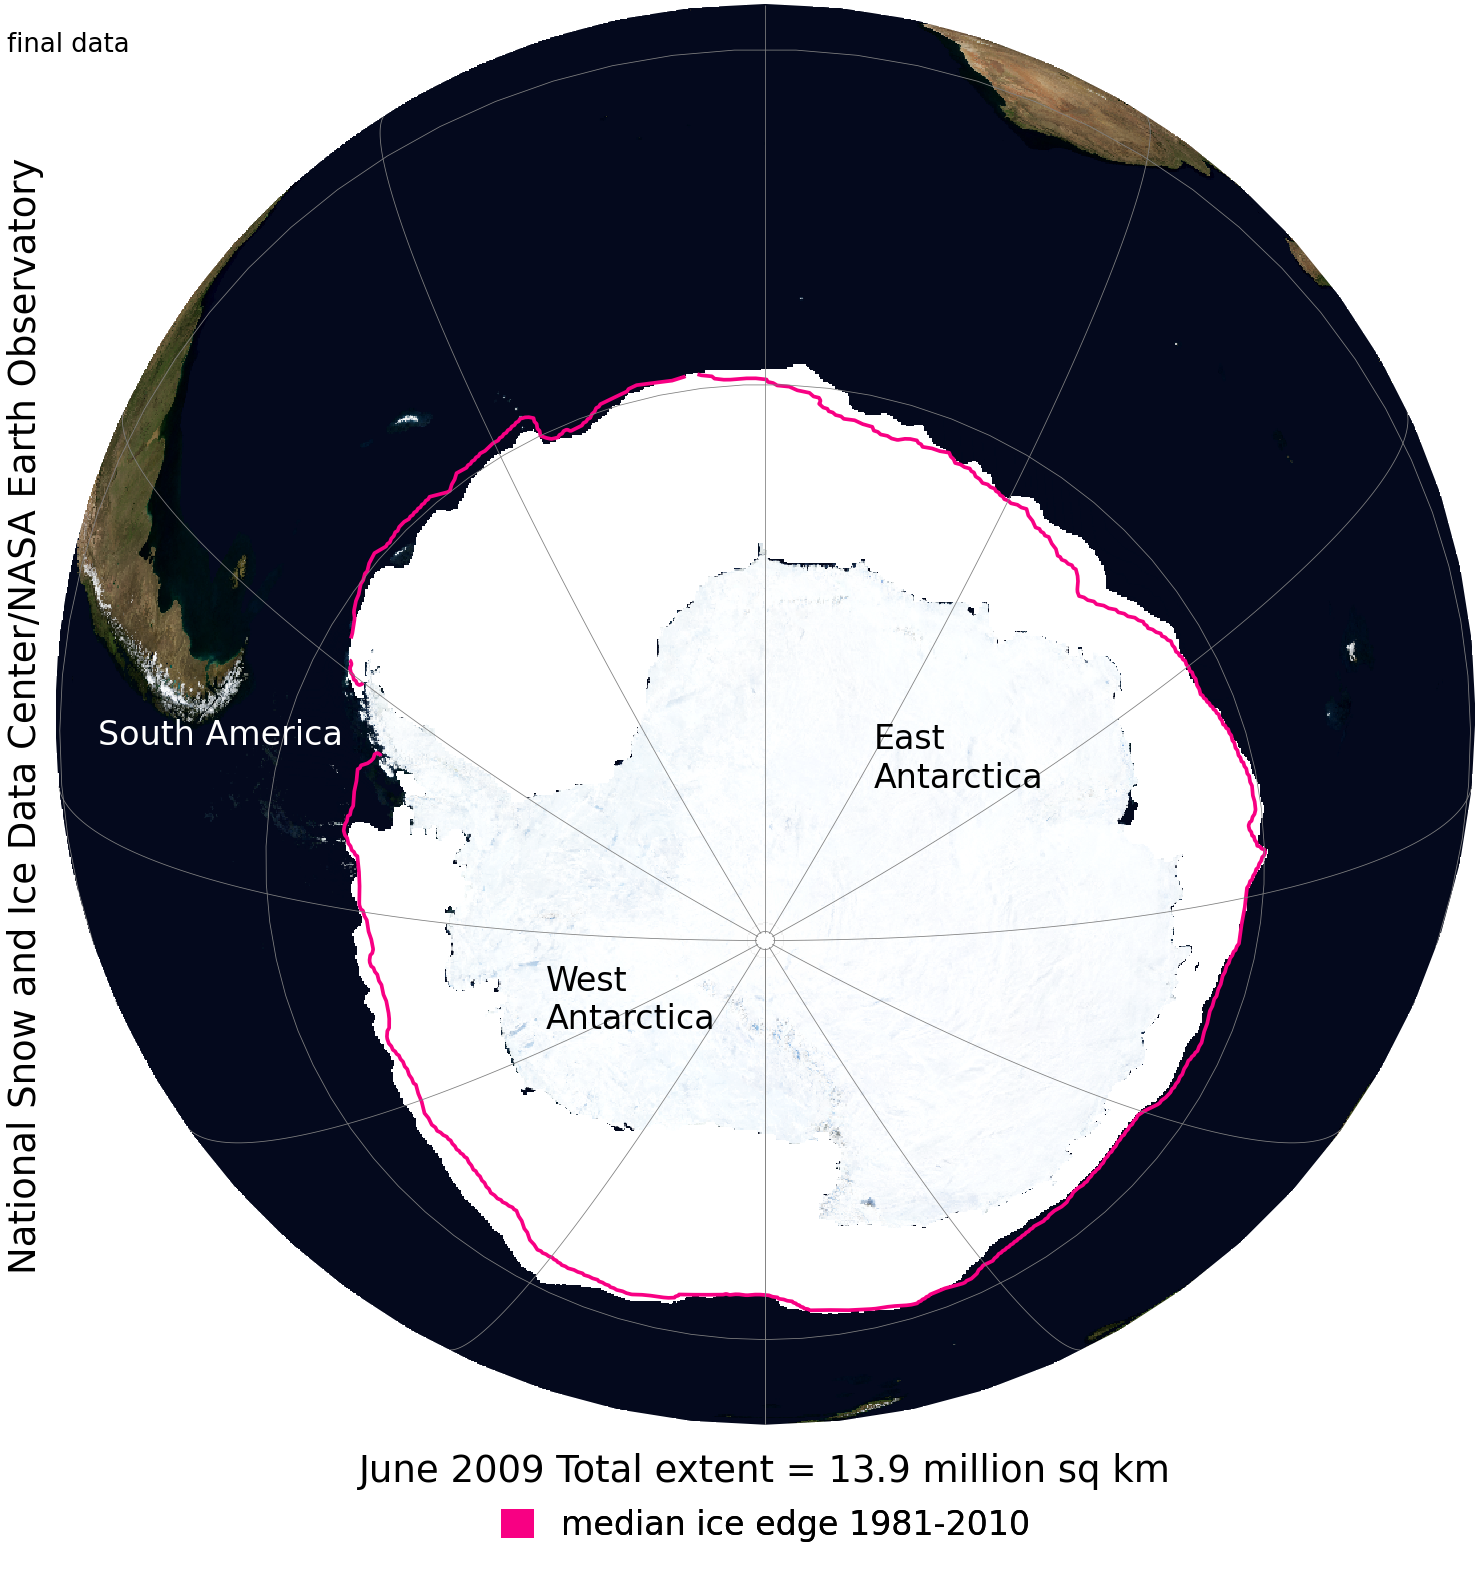 final data
National Snow and Ice Data Center/NASA Earth Observatory
South America
East
Antarctica
West
Antarctica
June 2009 Total extent = 13.9 million sq km
median ice edge 1981-2010